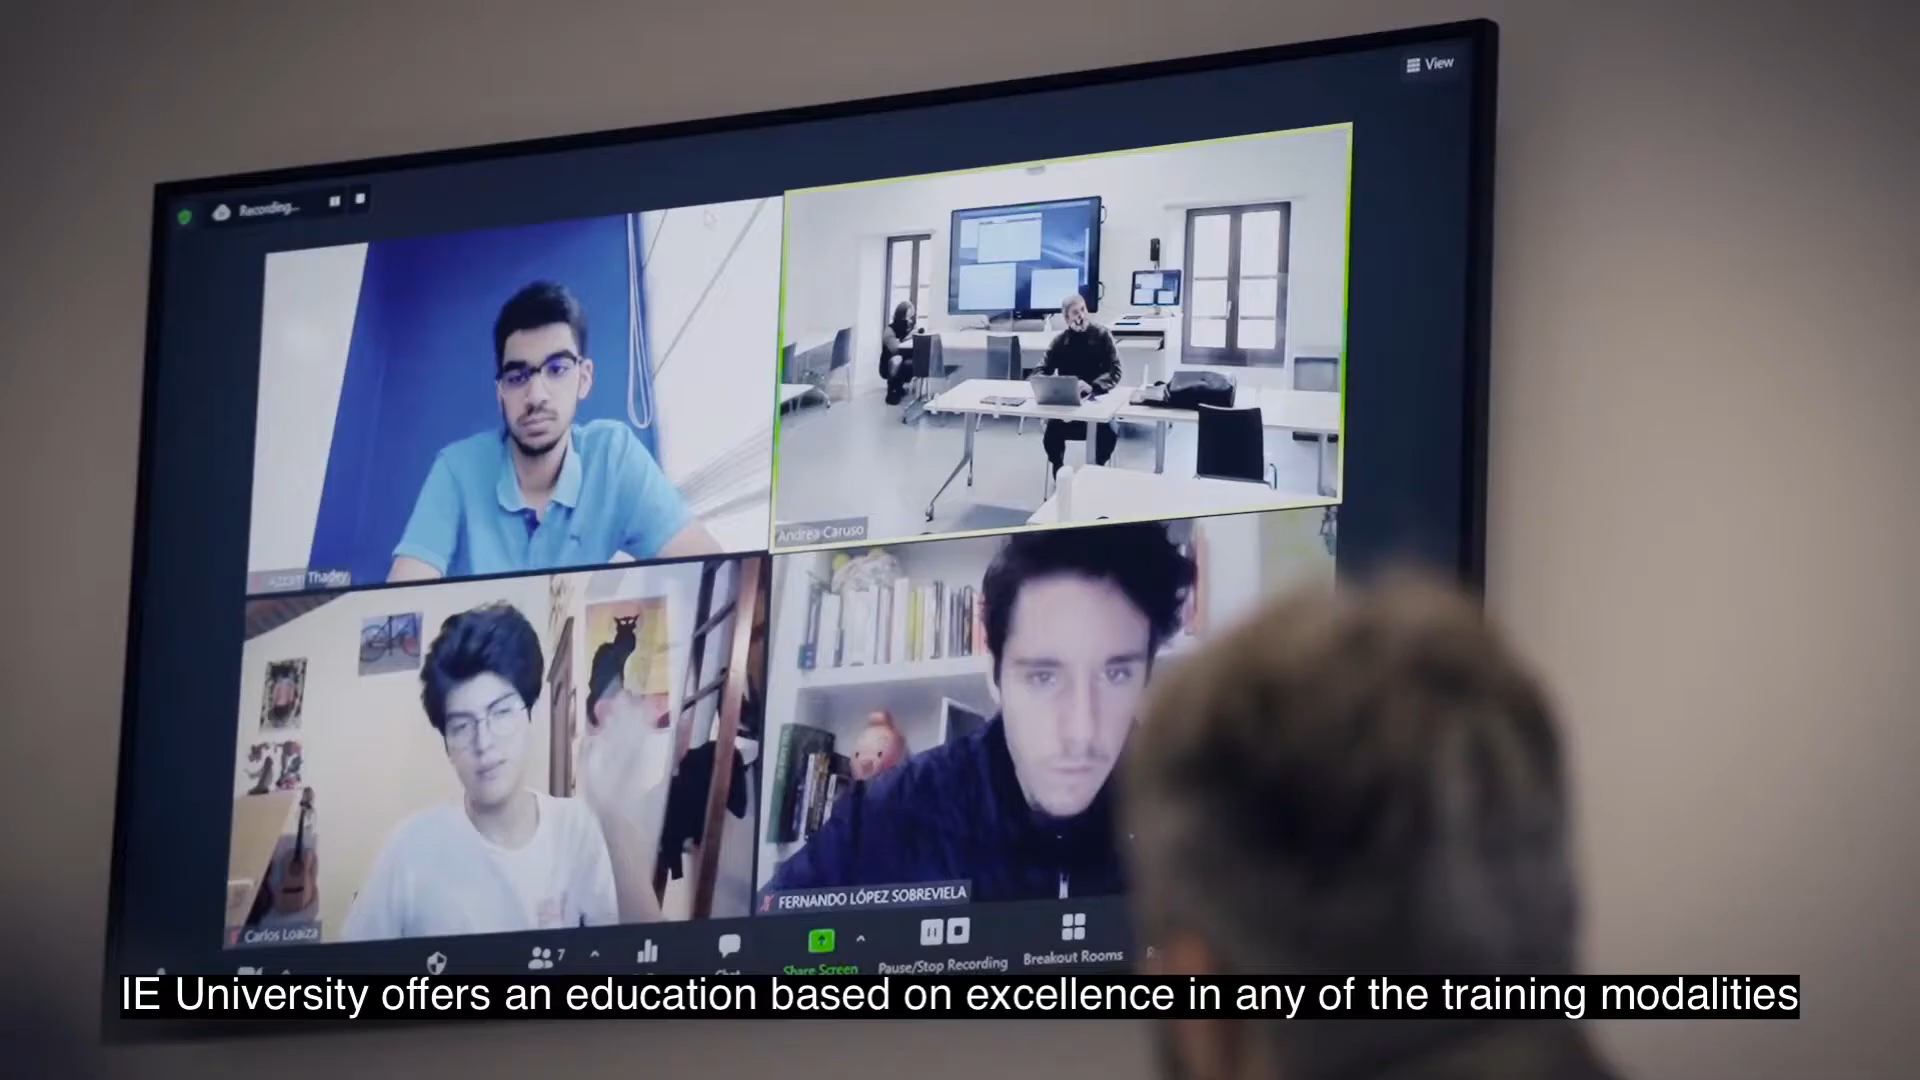 View
Recording...
Andrea Caruso
Azzam Thadey
FERNANDO LÓPEZ SOBREVIELA
Carlos Loaiza
7
Share Screen
Pause/Stop Recording
Breakout Rooms
IE University offers an education based on excellence in any of the training modalities